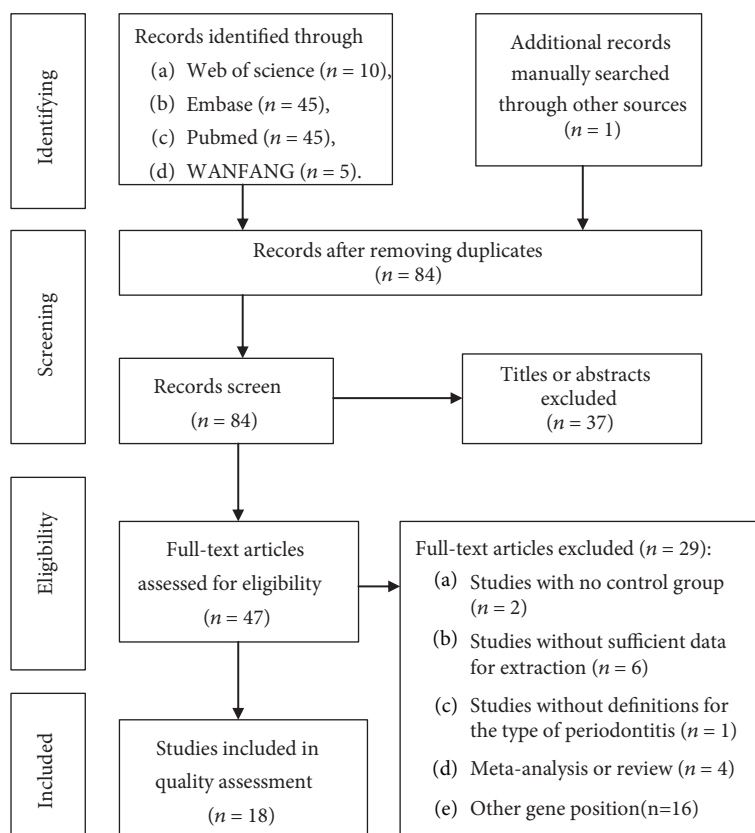 Identifying
Records identified through
(a) Web of science (n = 10),
(b) Embase (n = 45),
(c) Pubmed (n = 45),
(d) WANFANG (n = 5).
Additional records
manually searched
through other sources
(n = 1)
Screening
Records after removing duplicates
(n = 84)
Records screen
(n = 84)
Titles or abstracts
excluded
(n = 37)
Eligibility
Full-text articles
assessed for eligibility
(n = 47)
Full-text articles excluded (n = 29):
(a) Studies with no control group
(n = 2)
(b) Studies without sufficient data
for extraction (n = 6)
(c) Studies without definitions for
the type of periodontitis (n = 1)
(d) Meta-analysis or review (n = 4)
(e) Other gene position(n=16)
Included
Studies included in
quality assessment
(n = 18)